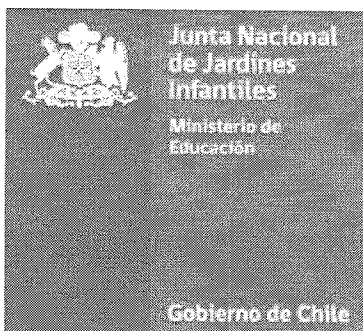 Junta Nacional
de Jardines
Infantiles
Ministerio de
Educación
Gobierno de Chile